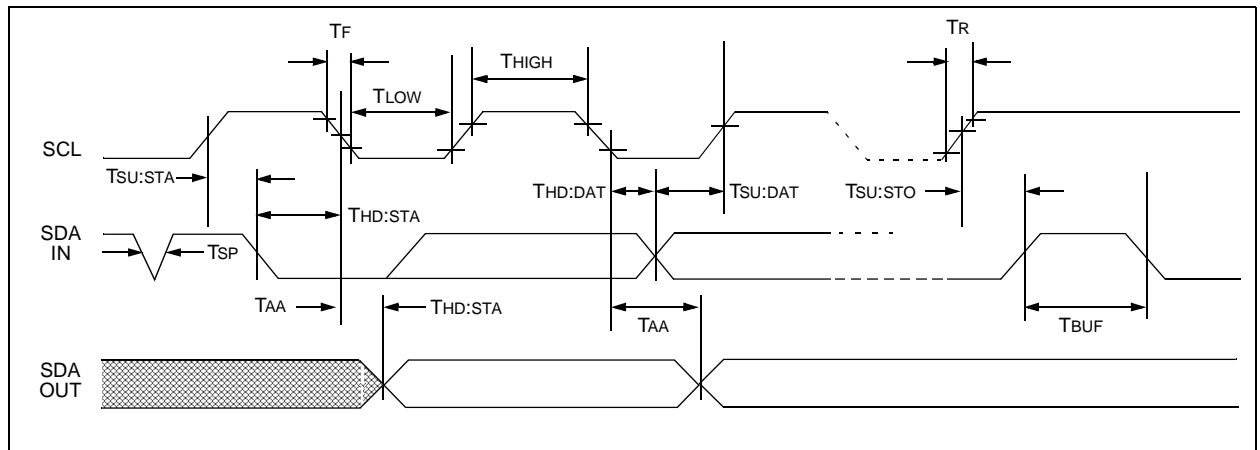 TF
TR
THIGH
TLOW
SCL
TSU:STA
THD:DAT
TSU:DAT
TSU:STO
THD:STA
SDA
IN
TSP
TAA
THD:STA
TAA
TBUF
SDA
OUT